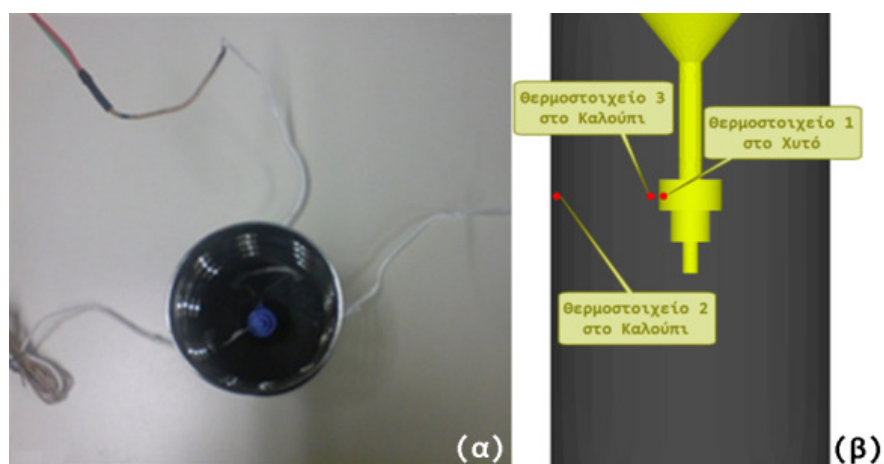 (α)
Θερμοστοιχείο 3
στο Καλούπι
Θερμοστοιχείο 1
στο Χυτό
Θερμοστοιχείο 2
στο Καλούπι
(β)